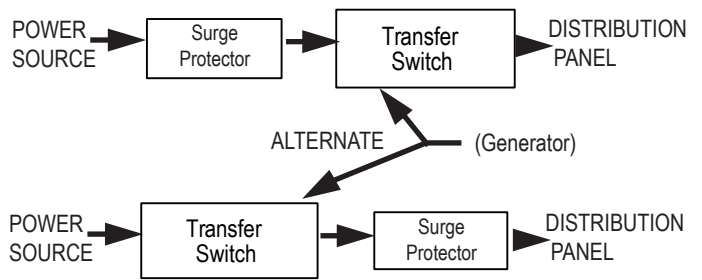 POWER
SOURCE
Surge
Protector
Transfer
Switch
DISTRIBUTION
PANEL
ALTERNATE
(Generator)
POWER
SOURCE
Transfer
Switch
Surge
Protector
DISTRIBUTION
PANEL